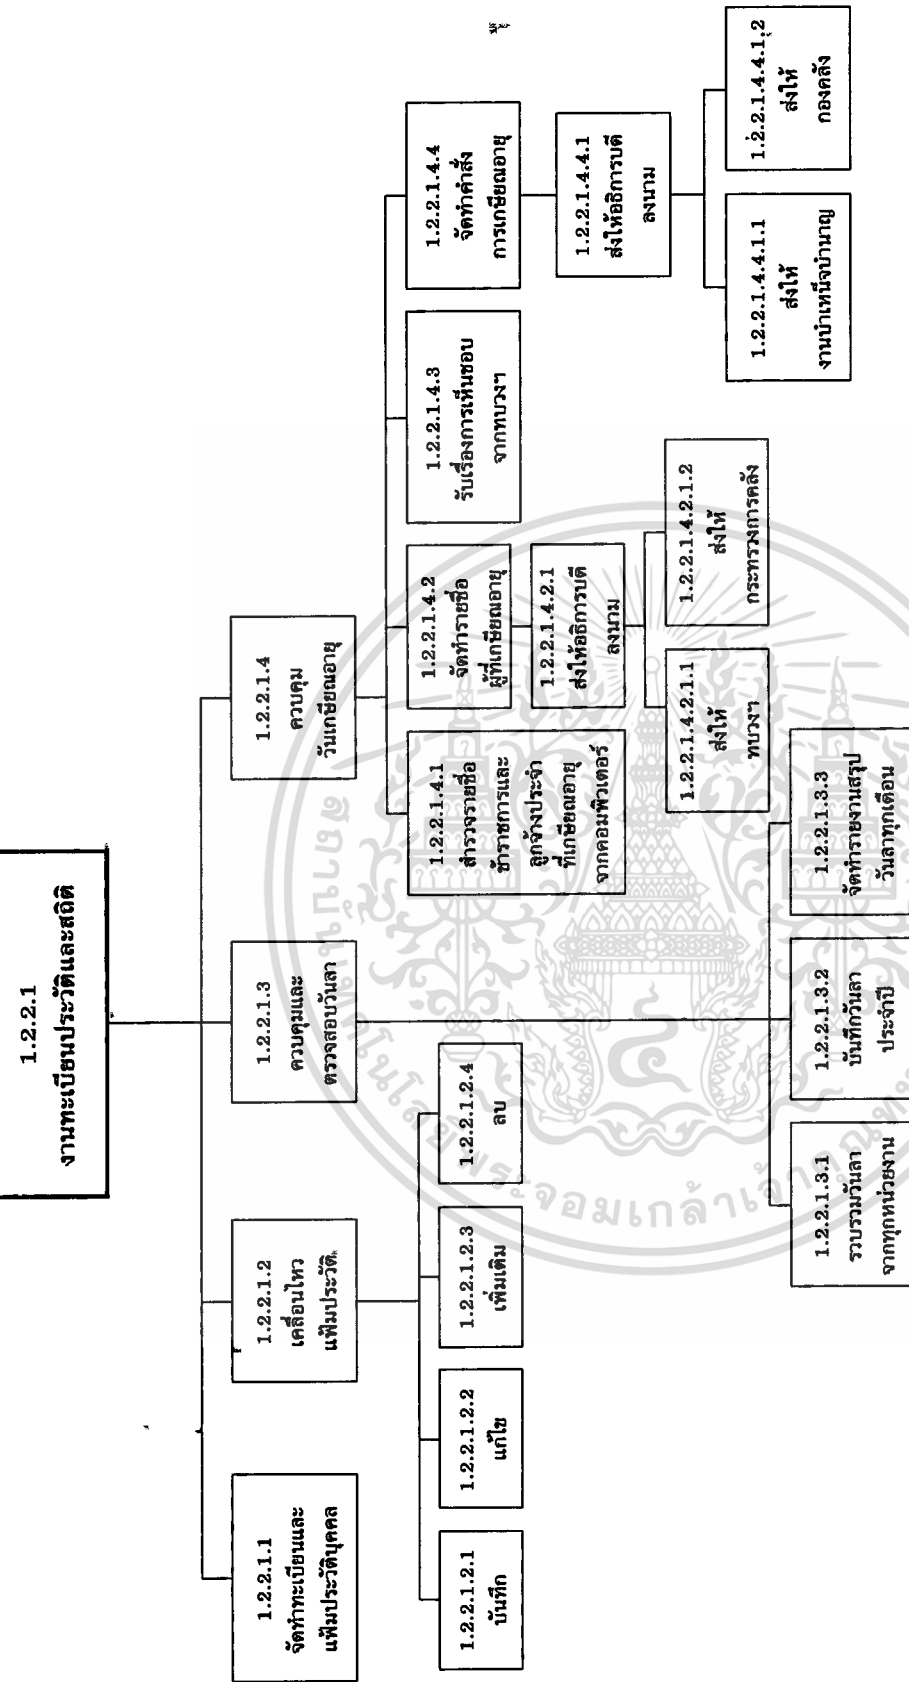 1.2.2.1
งานทะเบียนประวัติและสถิติ
1.2.2.1.1
จัดทำทะเบียนและ
แฟ้มประวัติบุคคล
1.2.2.1.2
เคลื่อนไหว
แฟ้มประวัติ
1.2.2.1.3
ควบคุมและ
ตรวจสอบวันลา
1.2.2.1.4
ควบคุม
วันเกษียณอายุ
1.2.2.1.2.1
บันทึก
1.2.2.1.2.2
แก้ไข
1.2.2.1.2.3
เพิ่มเติม
1.2.2.1.2.4
ลบ
1.2.2.1.4.1
สำรวจรายชื่อ
ข้าราชการและ
ลูกจ้างประจำ
ที่เกษียณอายุ
จากคอมพิวเตอร์
1.2.2.1.4.2
จัดทำรายชื่อ
ผู้ที่เกษียณอายุ
1.2.2.1.4.3
รับเรื่องการเห็นชอบ
จากทบวงฯ
1.2.2.1.4.4
จัดทำคำสั่ง
การเกษียณอายุ
1.2.2.1.4.2.1
ส่งให้อธิการบดี
ลงนาม
1.2.2.1.4.4.1
ส่งให้อธิการบดี
ลงนาม
1.2.2.1.4.2.1.1
ส่งให้
ทบวงฯ
1.2.2.1.4.2.1.2
ส่งให้
กระทรวงการคลัง
1.2.2.1.4.4.1.1
ส่งให้
งานบำเหน็จบำนาญ
1.2.2.1.4.4.1.2
ส่งให้
กองคลัง
1.2.2.1.3.1
รวบรวมวันลา
จากทุกหน่วยงาน
1.2.2.1.3.2
บันทึกวันลา
ประจำปี
1.2.2.1.3.3
จัดทำรายงานสรุป
วันลาทุกเดือน